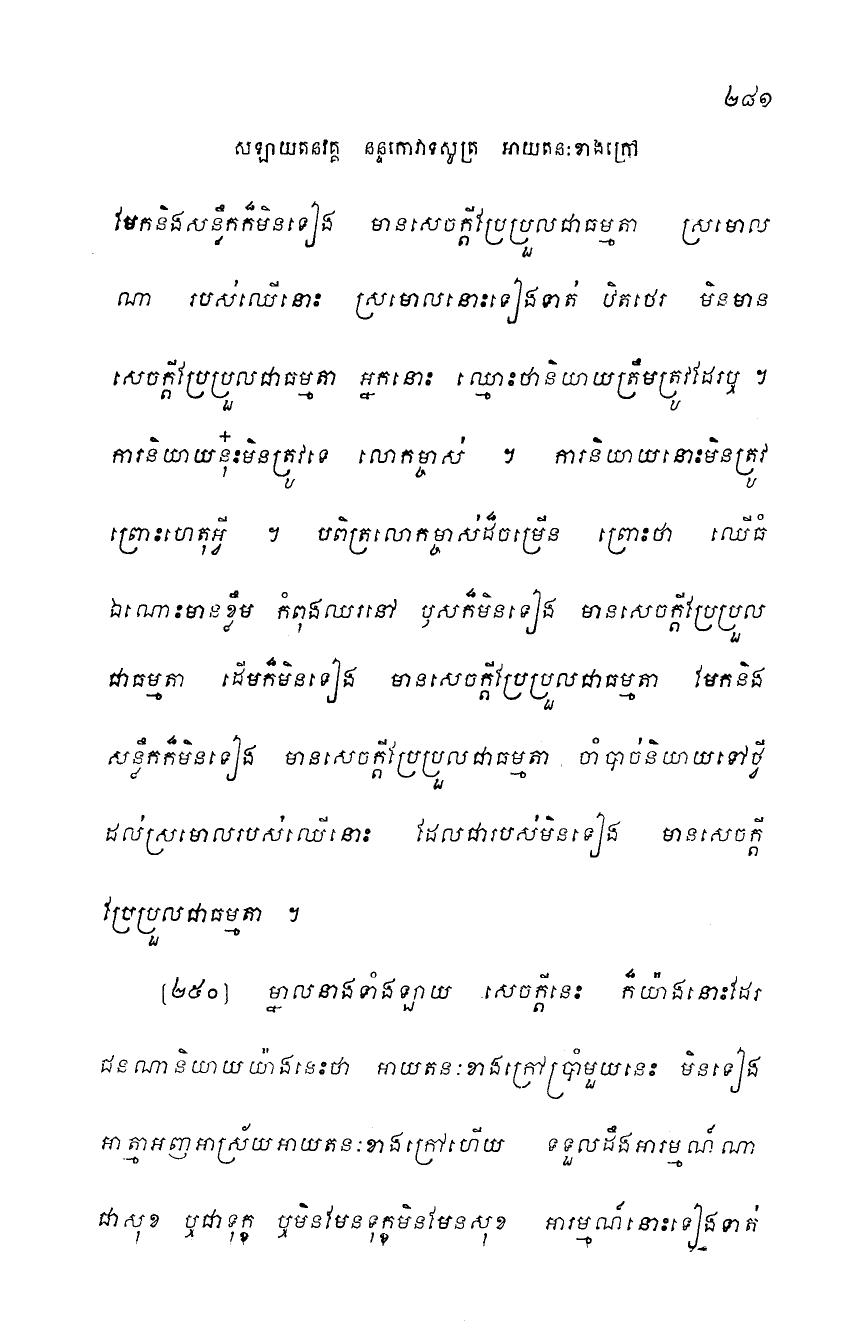 ២៨១
សឡាយតនវគ្គ នន្ទកោវាទសូត្រ អាយតនៈខាងក្រៅ
មែកនិងសន្ឹកក៏មិនទៀង មានសេចក្តីប្រែប្រួលជាធម្មតា ស្រមោល
ណា របស់ឈើនោះ ស្រមោលនោះទៀងទាត់ ឋិតថេរ មិនមាន
សេចក្តីប្រែប្រួលជាធម្មតា អ្នកនោះ ឈ្មោះថានិយាយត្រឹមត្រូវដែរឬ ។
ការនិយាយនុ៎ះមិនត្រូវទេ លោកម្ចាស់ ។ ការនិយាយនោះមិនត្រូវ
ព្រោះហេតុអ្វី ។ បពិត្រលោកម្ចាស់ដ៏ចម្រើន ព្រោះថា ឈើធំ
ឯណោះមានខ្លឹម កំពុងឈរនៅ ឫសក៏មិនទៀង មានសេចក្តីប្រែប្រួល
ជាធម្មតា ដើមក៏មិនទៀង មានសេចក្តីប្រែប្រួលជាធម្មតា មែកនិង
សន្លឹកក៏មិនទៀង មានសេចក្តីប្រែប្រួលជាធម្មតា ចាំបាច់និយាយទៅថ្វី
ដល់ស្រមោលរបស់ឈើនោះ ដែលជារបស់មិនទៀង មានសេចក្តី
ប្រែប្រួលជាធម្មតា ។
[២៥០] ម្នាលនាងទាំងឡាយ សេចក្តីនេះ ក៏យ៉ាងនោះដែរ
ជនណានិយាយយ៉ាងនេះថា អាយតនៈខាងក្រៅប្រាំមួយនេះ មិនទៀង
អាត្មាអញអាស្រ័យអាយតនៈខាងក្រៅហើយ ទទួលដឹងអារម្មណ៍ណា
ជាសុខ ឬជាទុក្ខ ឬមិនមែនទុក្ខមិនមែនសុខ អារម្មណ៍នោះទៀងទាត់